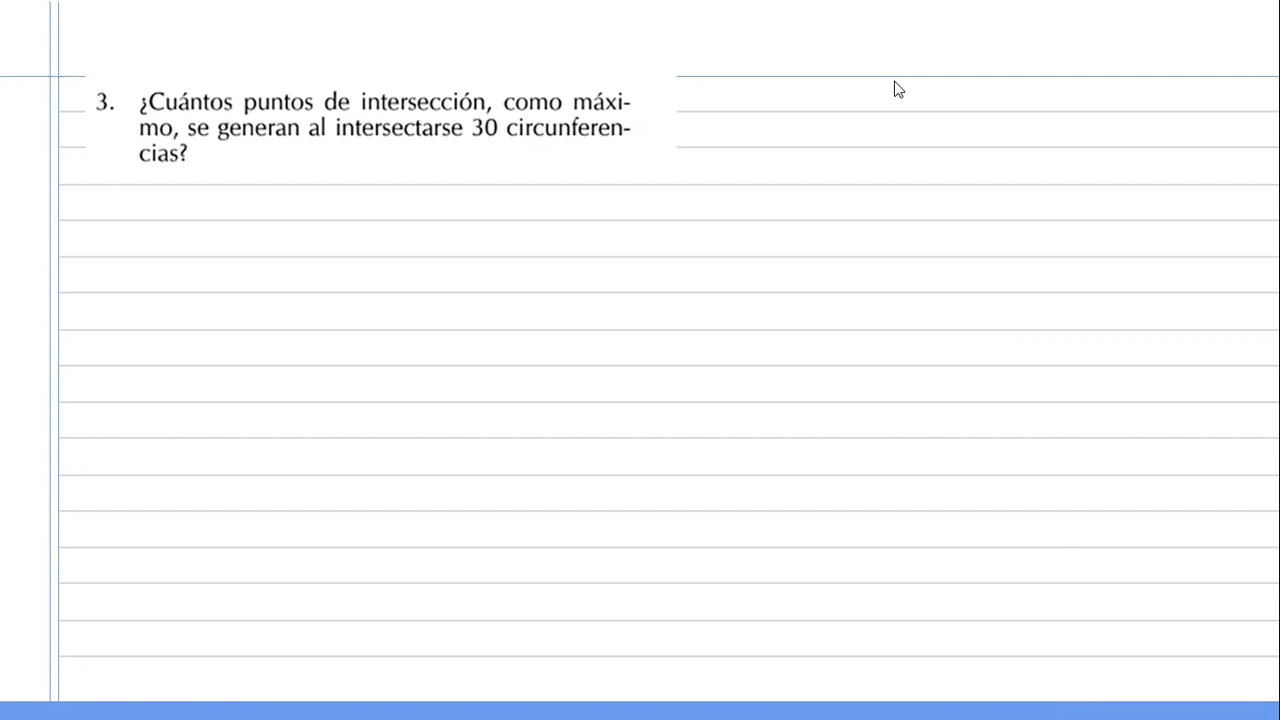 3. ¿Cuántos puntos de intersección, como máxi-
mo, se generan al intersectarse 30 circunferen-
cias?